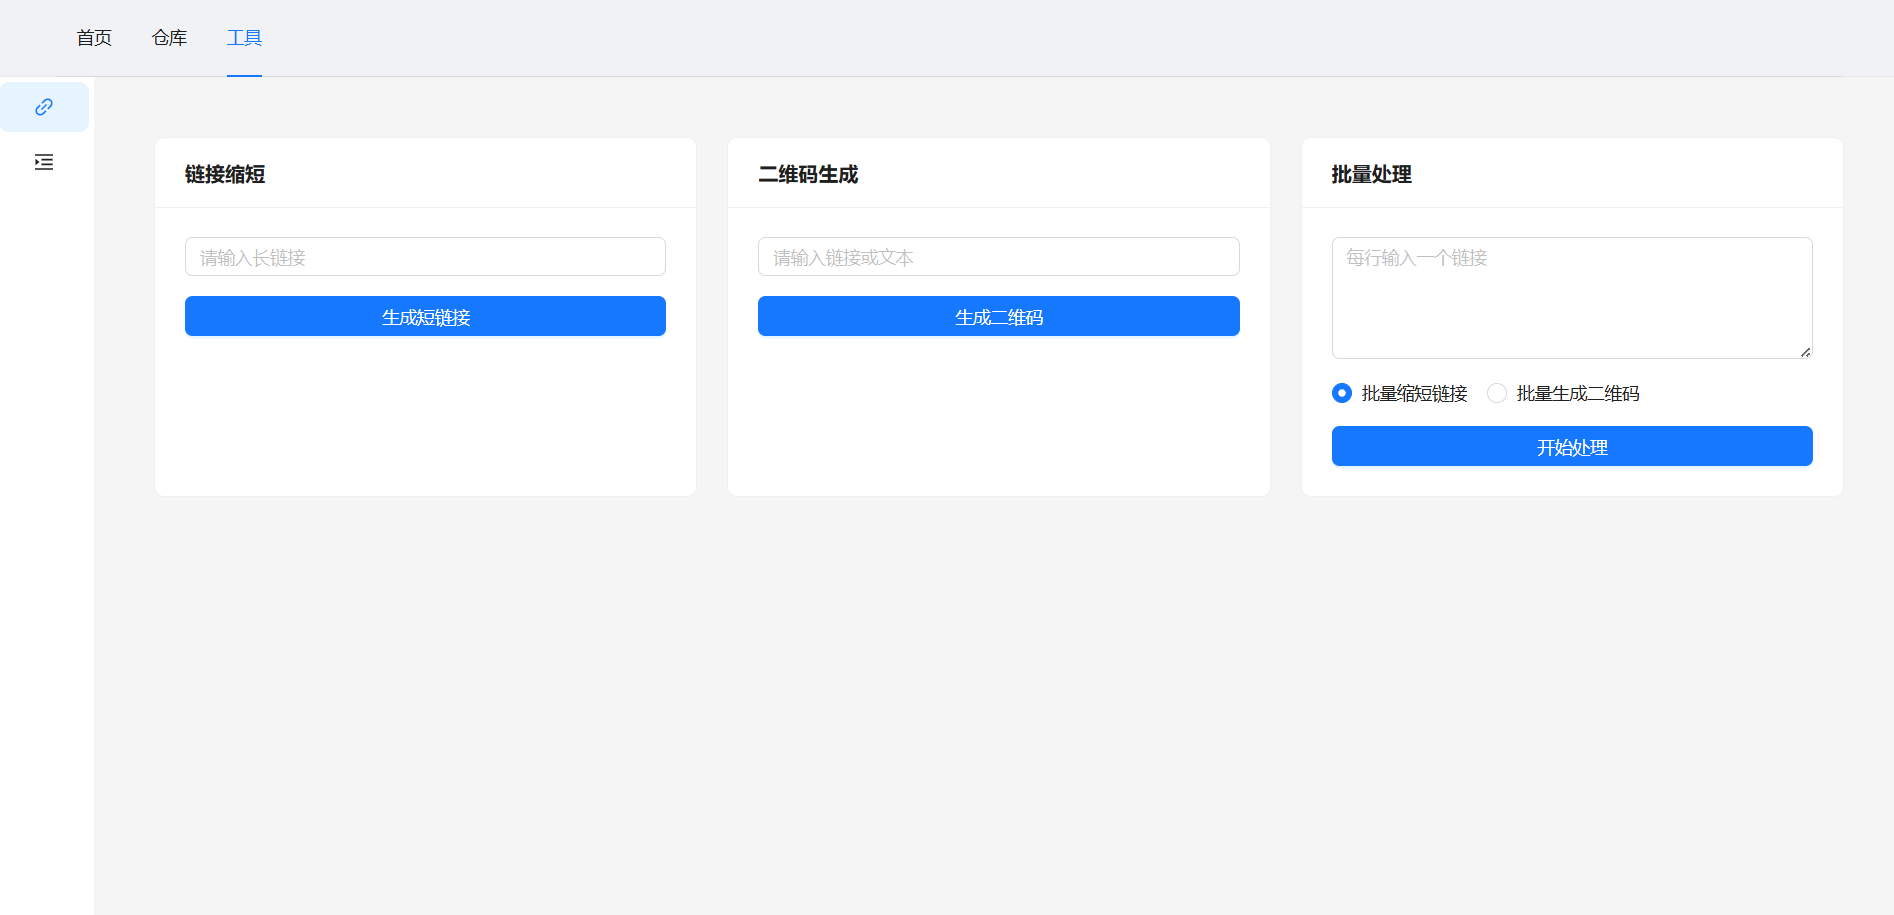 首页 仓库 工具
链接缩短
请输入长链接
生成短链接
二维码生成
请输入链接或文本
生成二维码
批量处理
每行输入一个链接
批量缩短链接 批量生成二维码
开始处理